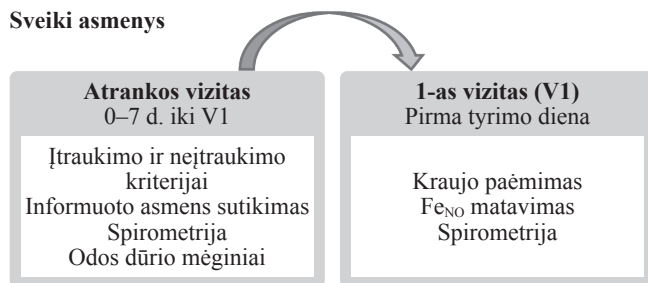 Sveiki asmenys
Atrankos vizitas
0–7 d. iki V1
Įtraukimo ir neįtraukimo
kriterijai
Informuoto asmens sutikimas
Spirometrija
Odos dūrio mėginiai
1-as vizitas (V1)
Pirma tyrimo diena
Kraujo paėmimas
Fe_NO matavimas
Spirometrija